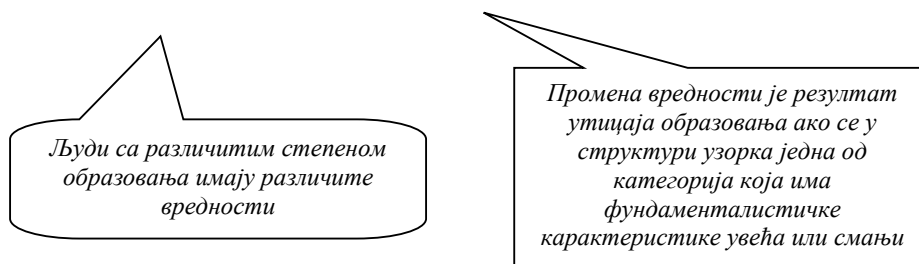 Људи са различитим степеном
образовања имају различите
вредности
Промена вредности је резултат
утицаја образовања ако се у
структури узорка једна од
категорија која има
фундаменталистичке
карактеристике увећа или смањи